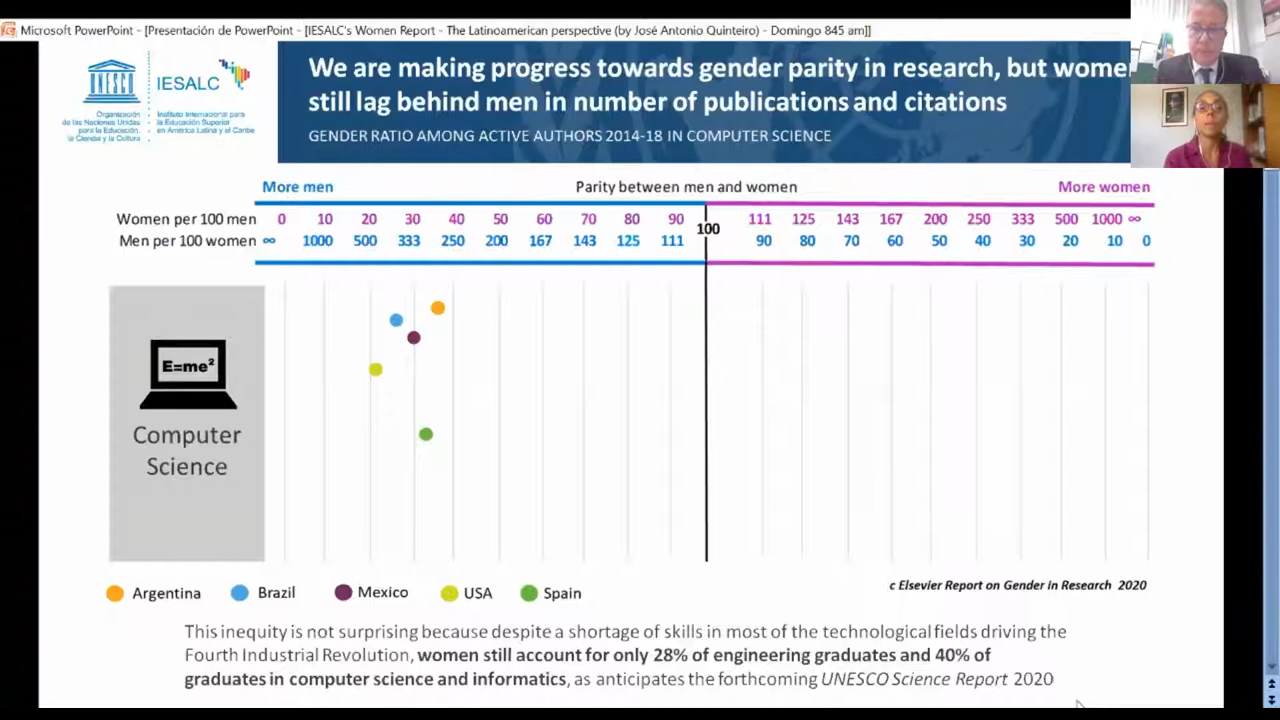 Microsoft PowerPoint - [Presentación de PowerPoint - [IESALC's Women Report - The Latinoamerican perspective (by José Antonio Quinteiro) - Domingo 845 am]]
UNESCO
Organización
de las Naciones Unidas
para la Educación,
la Ciencia y la Cultura
IESALC
Instituto Internacional para
la Educación Superior
en América Latina y el Caribe
We are making progress towards gender parity in research, but wome
still lag behind men in number of publications and citations
GENDER RATIO AMONG ACTIVE AUTHORS 2014-18 IN COMPUTER SCIENCE
More men Parity between men and women More women
Women per 100 men 0 10 20 30 40 50 60 70 80 90 100 111 125 143 167 200 250 333 500 1000 ∞
Men per 100 women ∞ 1000 500 333 250 200 167 143 125 111 90 80 70 60 50 40 30 20 10 0
E=me²
Computer
Science
Argentina Brazil Mexico USA Spain
c Elsevier Report on Gender in Research 2020
This inequity is not surprising because despite a shortage of skills in most of the technological fields driving the
Fourth Industrial Revolution, women still account for only 28% of engineering graduates and 40% of
graduates in computer science and informatics, as anticipates the forthcoming UNESCO Science Report 2020